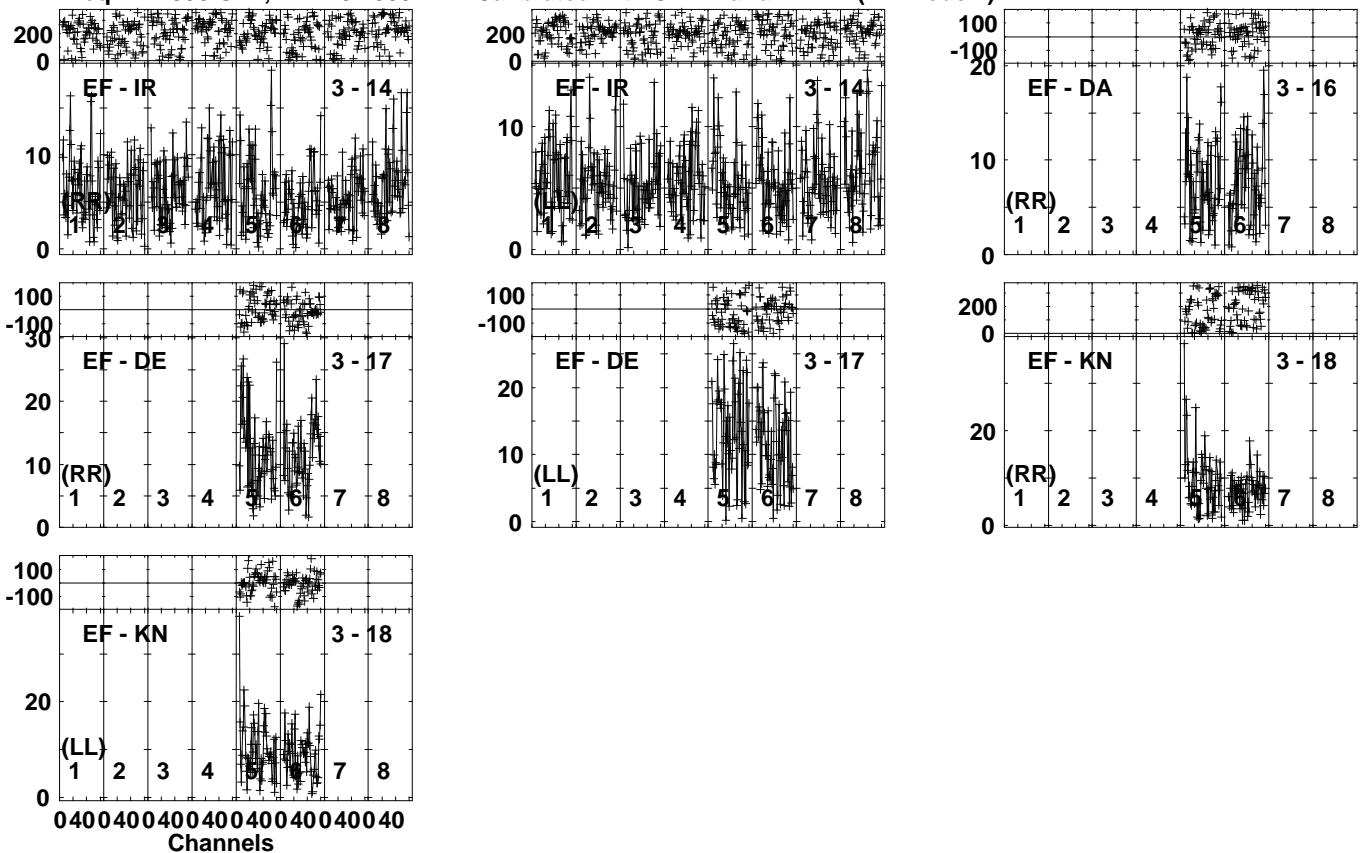 200
0
EF - IR 3 - 14
10
(RR)
1 2 3 4 5 6 7 8
0
200
0
EF - IR 3 - 14
10
(LL)
1 2 3 4 5 6 7 8
0
100
-100
20
EF - DA 3 - 16
10
(RR)
1 2 3 4 5 6 7 8
0
100
-100
30
EF - DE 3 - 17
20
10
(RR)
1 2 3 4 5 6 7 8
0
100
-100
EF - DE 3 - 17
20
10
(LL)
1 2 3 4 5 6 7 8
0
200
0
EF - KN 3 - 18
20
(RR)
1 2 3 4 5 6 7 8
0
100
-100
EF - KN 3 - 18
20
(LL)
1 2 3 4 5 6 7 8
0
0 40 0 40 0 40 0 40 0 40 0 40 0 40 0 40
Channels